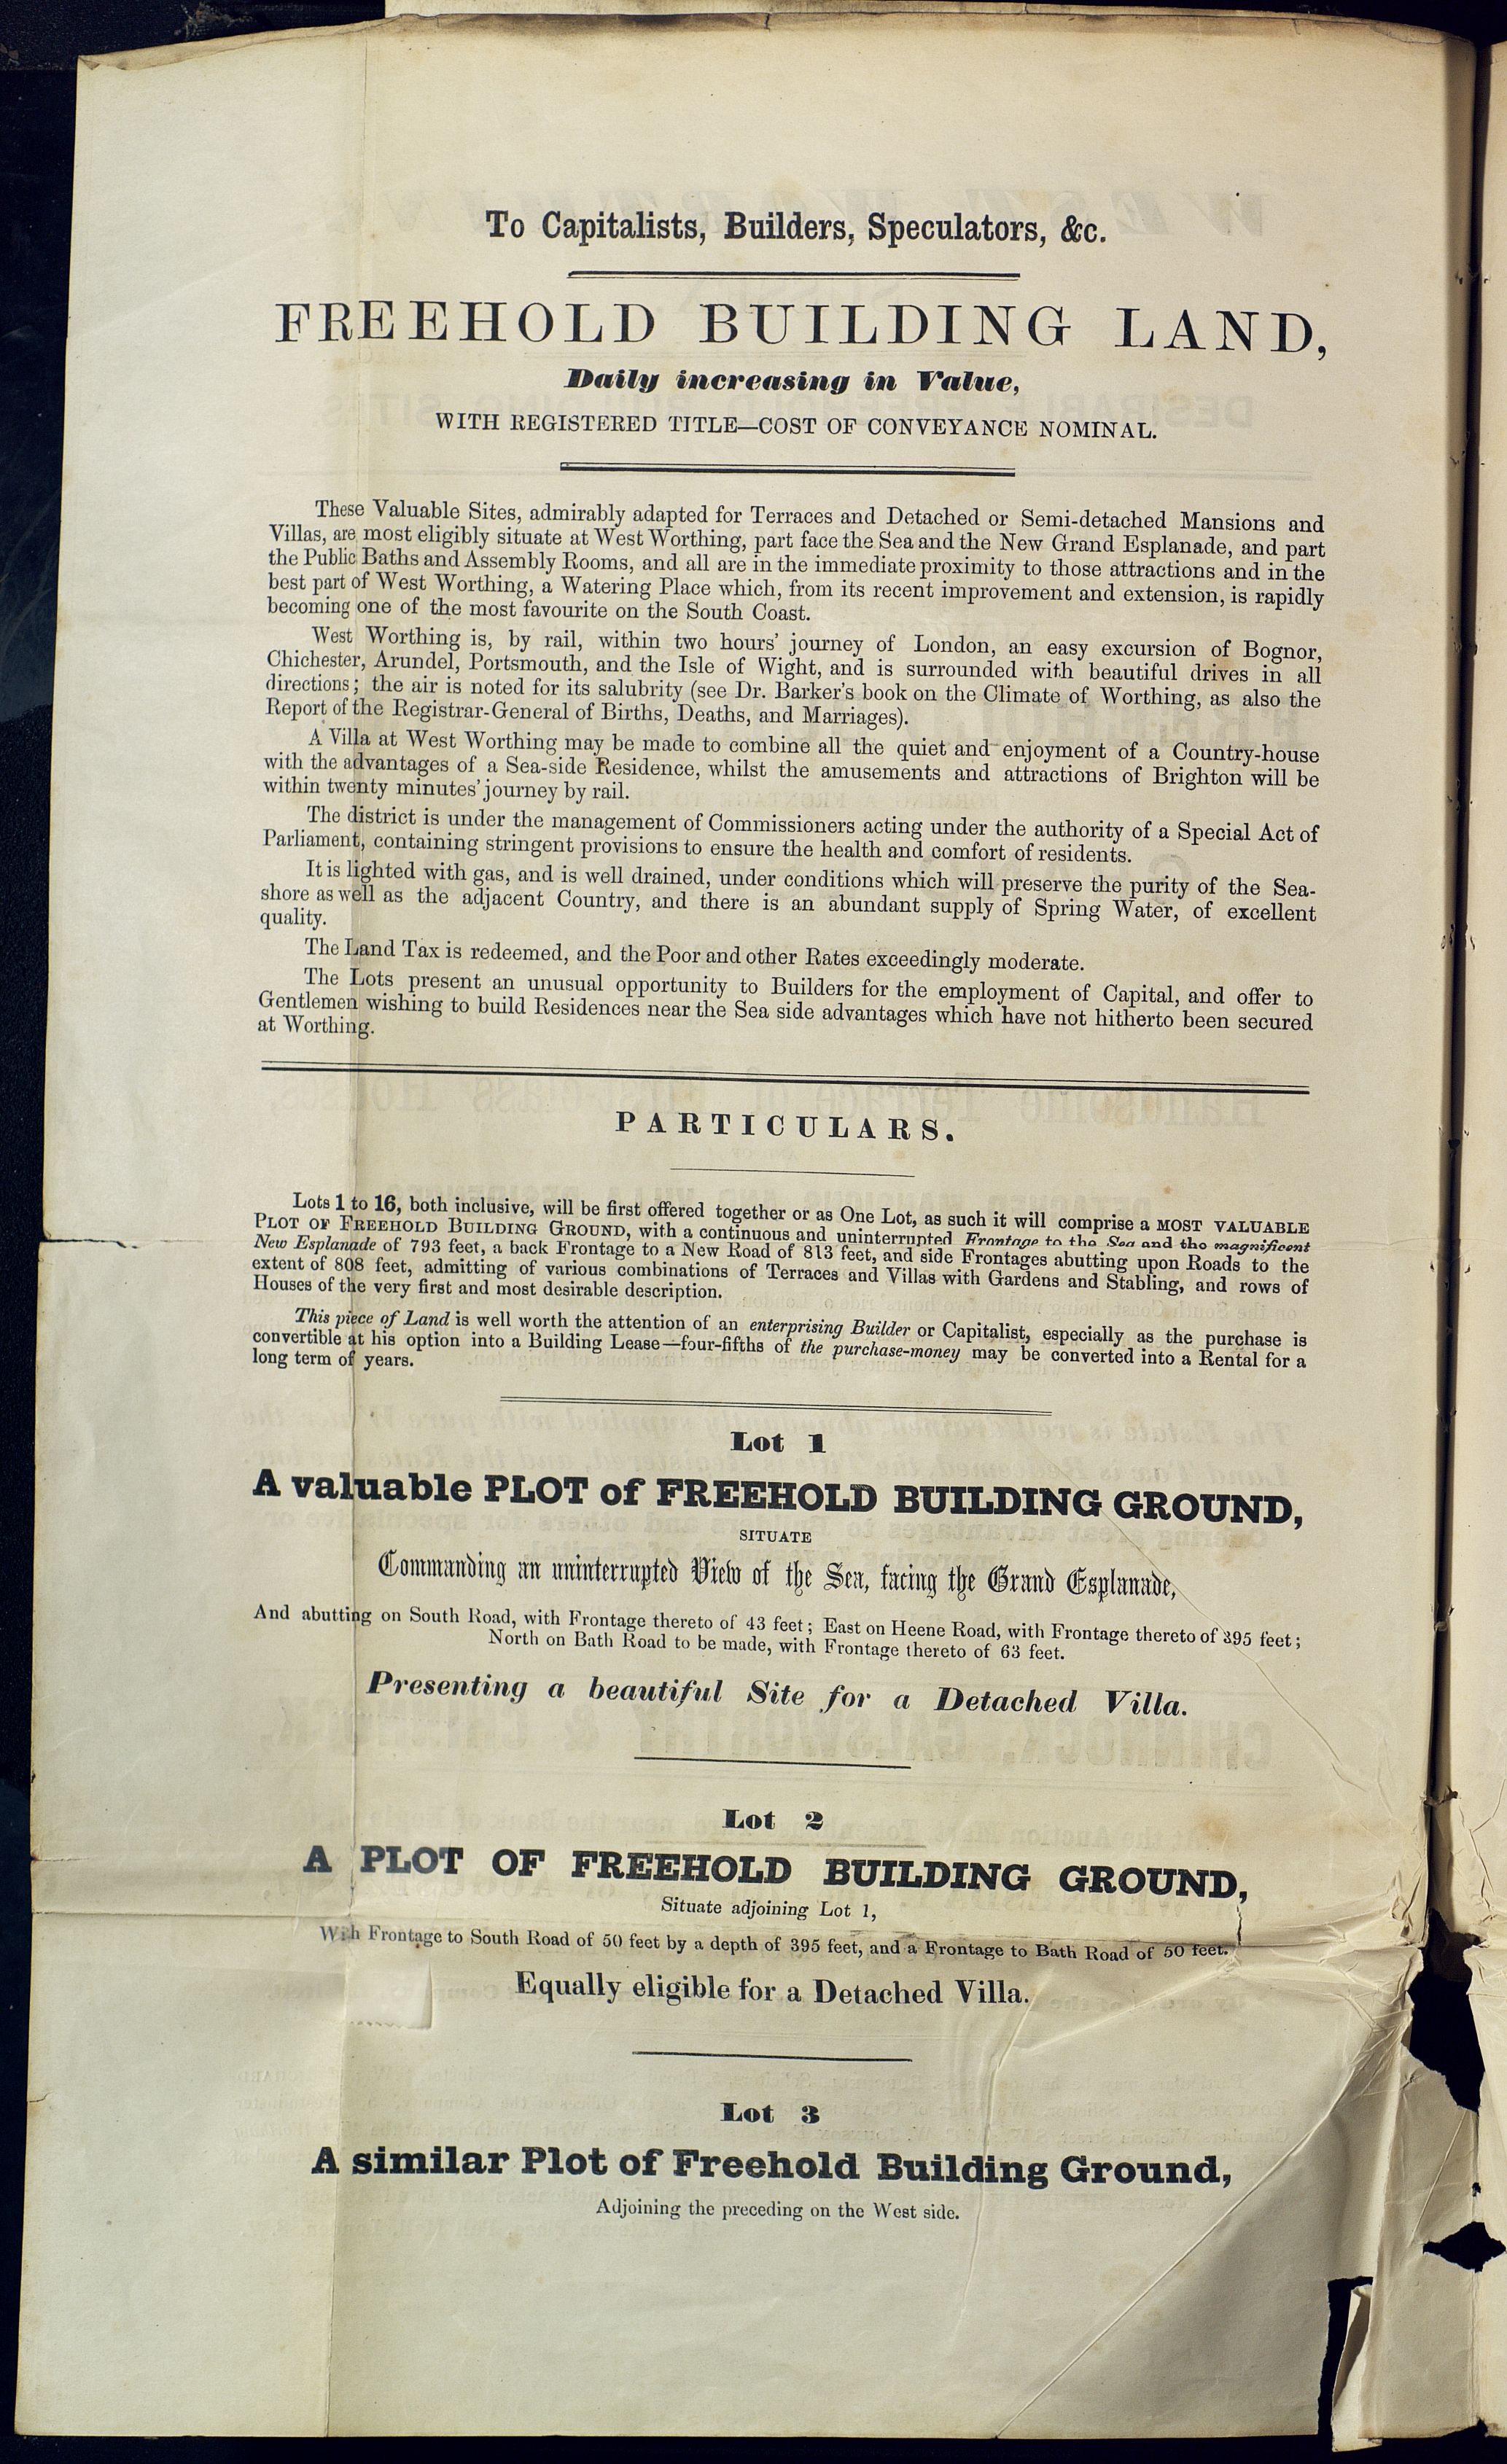 To Capitalists, Builders, Speculators, &c.
FREEHOLD BUILDING LAND,
Daily increasing in Value,
WITH REGISTERED TITLE—COST OF CONVEYANCE NOMINAL.
These Valuable Sites, admirably adapted for Terraces and Detached or Semi-detached Mansions and
Villas, are most eligibly situate at West Worthing, part face the Sea and the New Grand Esplanade, and part
the Public Baths and Assembly Rooms, and all are in the immediate proximity to those attractions and in the
best part of West Worthing, a Watering Place which, from its recent improvement and extension, is rapidly
becoming one of the most favourite on the South Coast.
West Worthing is, by rail, within two hours' journey of London, an easy excursion of Bognor,
Chichester, Arundel, Portsmouth, and the Isle of Wight, and is surrounded with beautiful drives in all
directions; the air is noted for its salubrity (see Dr. Barker's book on the Climate of Worthing, as also the
Report of the Registrar-General of Births, Deaths, and Marriages).
A Villa at West Worthing may be made to combine all the quiet and enjoyment of a Country-house
with the advantages of a Sea-side Residence, whilst the amusements and attractions of Brighton will be
within twenty minutes' journey by rail.
The district is under the management of Commissioners acting under the authority of a Special Act of
Parliament, containing stringent provisions to ensure the health and comfort of residents.
It is lighted with gas, and is well drained, under conditions which will preserve the purity of the Sea-
shore as well as the adjacent Country, and there is an abundant supply of Spring Water, of excellent
quality.
The Land Tax is redeemed, and the Poor and other Rates exceedingly moderate.
The Lots present an unusual opportunity to Builders for the employment of Capital, and offer to
Gentlemen wishing to build Residences near the Sea side advantages which have not hitherto been secured
at Worthing.
PARTICULARS.
Lots 1 to 16, both inclusive, will be first offered together or as One Lot, as such it will comprise a MOST VALUABLE
PLOT OF FREEHOLD BUILDING GROUND, with a continuous and uninterrupted Frontage to the Sea and the magnificent
New Esplanade of 793 feet, a back Frontage to a New Road of 813 feet, and side Frontages abutting upon Roads to the
extent of 808 feet, admitting of various combinations of Terraces and Villas with Gardens and Stabling, and rows of
Houses of the very first and most desirable description.
This piece of Land is well worth the attention of an enterprising Builder or Capitalist, especially as the purchase is
convertible at his option into a Building Lease—four-fifths of the purchase-money may be converted into a Rental for a
long term of years.
Lot 1
A valuable PLOT of FREEHOLD BUILDING GROUND,
SITUATE
Commanding an uninterrupted View of the Sea, facing the Grand Esplanade,
And abutting on South Road, with Frontage thereto of 43 feet; East on Heene Road, with Frontage thereto of 395 feet;
North on Bath Road to be made, with Frontage thereto of 63 feet.
Presenting a beautiful Site for a Detached Villa.
Lot 2
A PLOT OF FREEHOLD BUILDING GROUND,
Situate adjoining Lot 1,
With Frontage to South Road of 50 feet by a depth of 395 feet, and a Frontage to Bath Road of 50 feet.
Equally eligible for a Detached Villa.
Lot 3
A similar Plot of Freehold Building Ground,
Adjoining the preceding on the West side.